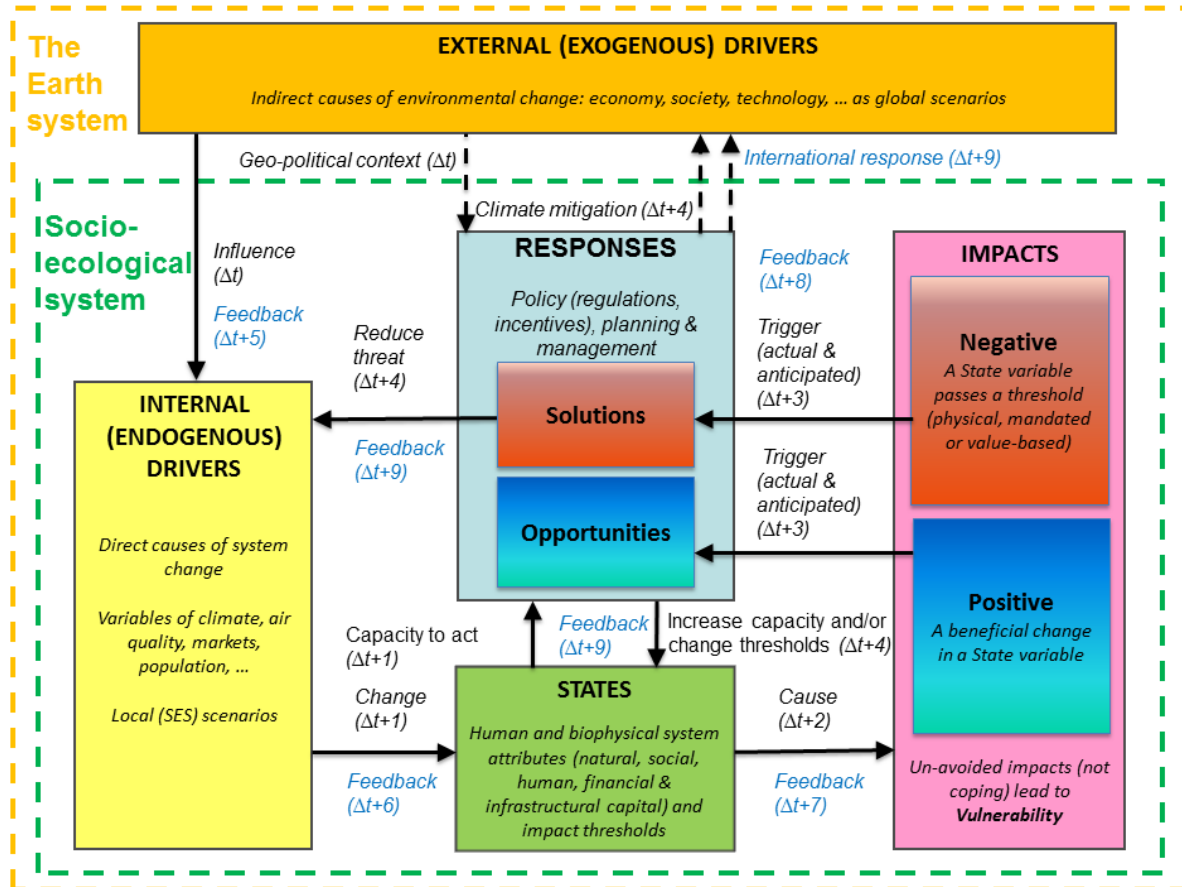 The
Earth
system
EXTERNAL (EXOGENOUS) DRIVERS
Indirect causes of environmental change: economy, society, technology, … as global scenarios
Geo-political context (Δt)
International response (Δt+9)
Climate mitigation (Δt+4)
Socio-
ecological
system
Influence
(Δt)
Feedback
(Δt+5)
Reduce
threat
(Δt+4)
Feedback
(Δt+9)
RESPONSES
Policy (regulations,
incentives), planning &
management
Solutions
Opportunities
Feedback
(Δt+8)
Trigger
(actual &
anticipated)
(Δt+3)
Trigger
(actual &
anticipated)
(Δt+3)
IMPACTS
Negative
A State variable
passes a threshold
(physical, mandated
or value-based)
Positive
A beneficial change
in a State variable
Un-avoided impacts (not
coping) lead to
Vulnerability
INTERNAL
(ENDOGENOUS)
DRIVERS
Direct causes of system
change
Variables of climate, air
quality, markets,
population, …
Local (SES) scenarios
Capacity to act
(Δt+1)
Feedback
(Δt+9)
Increase capacity and/or
change thresholds (Δt+4)
Change
(Δt+1)
Feedback
(Δt+6)
STATES
Human and biophysical system
attributes (natural, social,
human, financial &
infrastructural capital) and
impact thresholds
Cause
(Δt+2)
Feedback
(Δt+7)